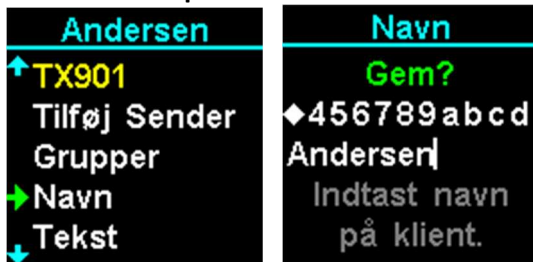 Andersen
TX901
Tilføj Sender
Grupper
Navn
Tekst
Navn
Gem?
456789abcd
Andersen
Indtast navn
på klient.